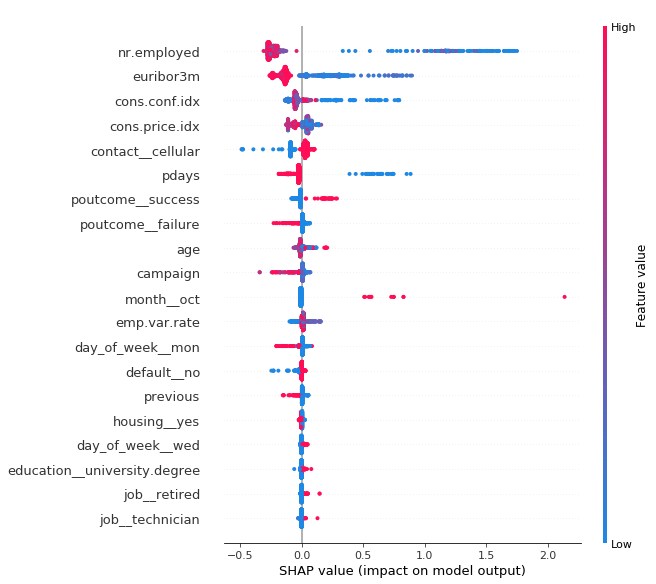 High
nr.employed
euribor3m
cons.conf.idx
cons.price.idx
contact__cellular
pdays
poutcome__success
poutcome__failure
age
campaign
month__oct
emp.var.rate
day_of_week__mon
default__no
previous
housing__yes
day_of_week__wed
education__university.degree
job__retired
job__technician
Feature value
Low
−0.5 0.0 0.5 1.0 1.5 2.0
SHAP value (impact on model output)